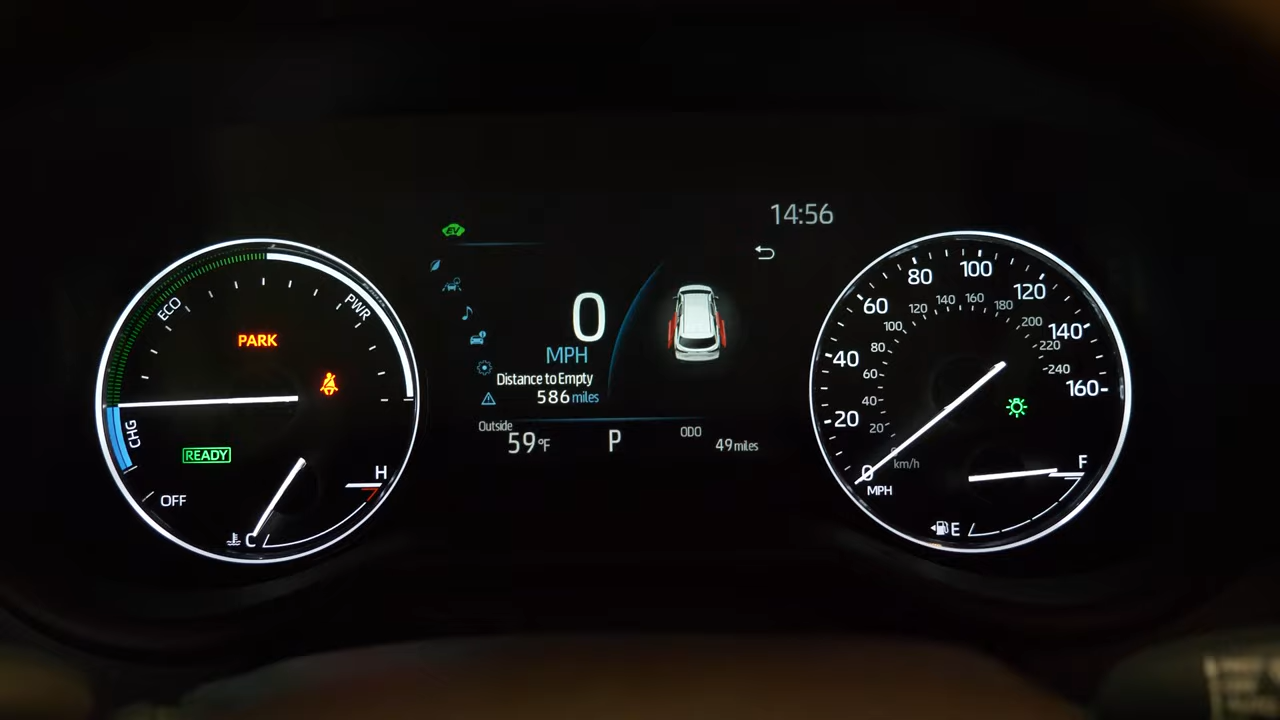 14:56
EV
ECO
PWR
PARK
CHG
READY
OFF
H
C
0
MPH
Distance to Empty
586 miles
Outside
59°F
P
ODO
49 miles
0
20
40
60
80
100
120
140
160
MPH
20
40
60
80
100
120
140
160
180
200
220
240
km/h
F
E